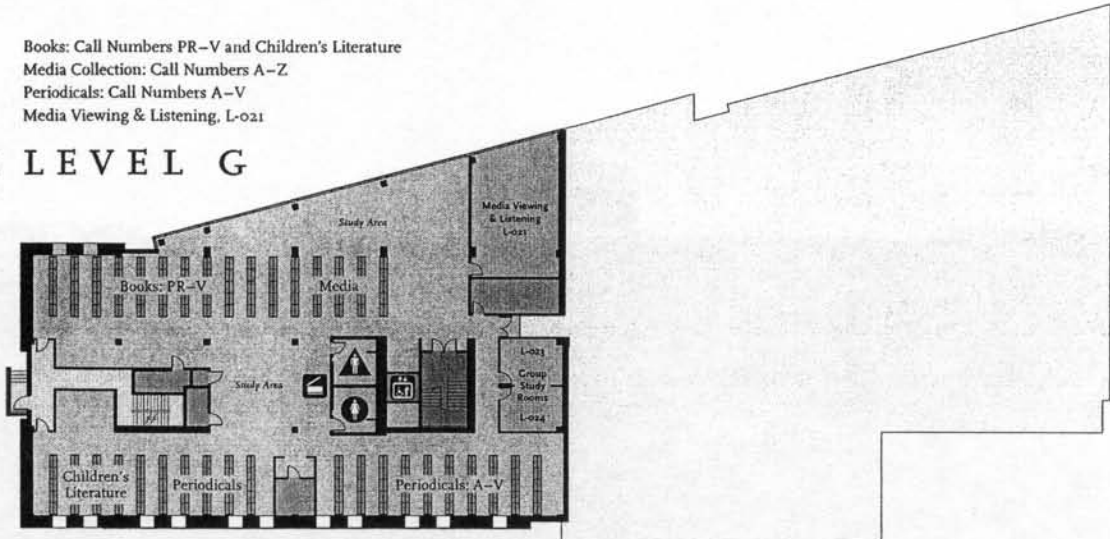 Books: Call Numbers PR–V and Children's Literature
Media Collection: Call Numbers A–Z
Periodicals: Call Numbers A–V
Media Viewing & Listening, L-021
LEVEL G
Study Area
Media Viewing
& Listening
L-021
Books: PR–V
Media
L-023
Group
Study
Rooms
L-024
Study Area
Children's
Literature
Periodicals
Periodicals: A–V